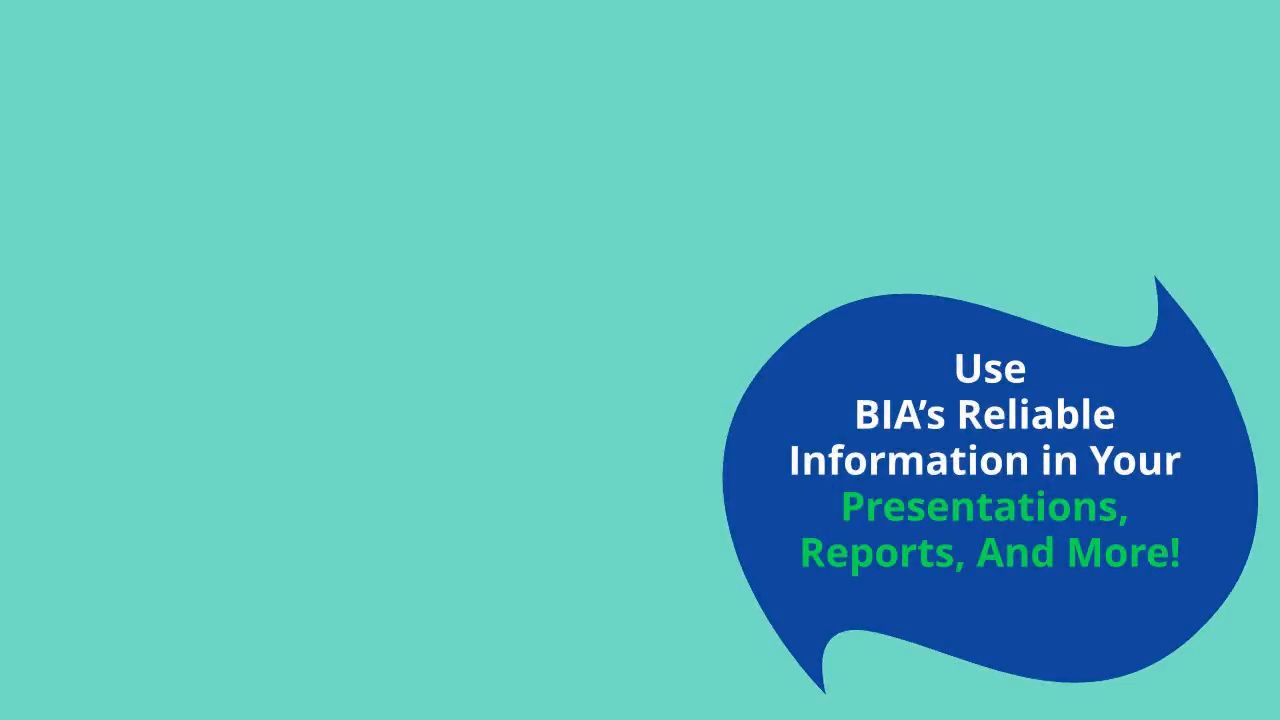 Use
BIA’s Reliable
Information in Your
Presentations,
Reports, And More!